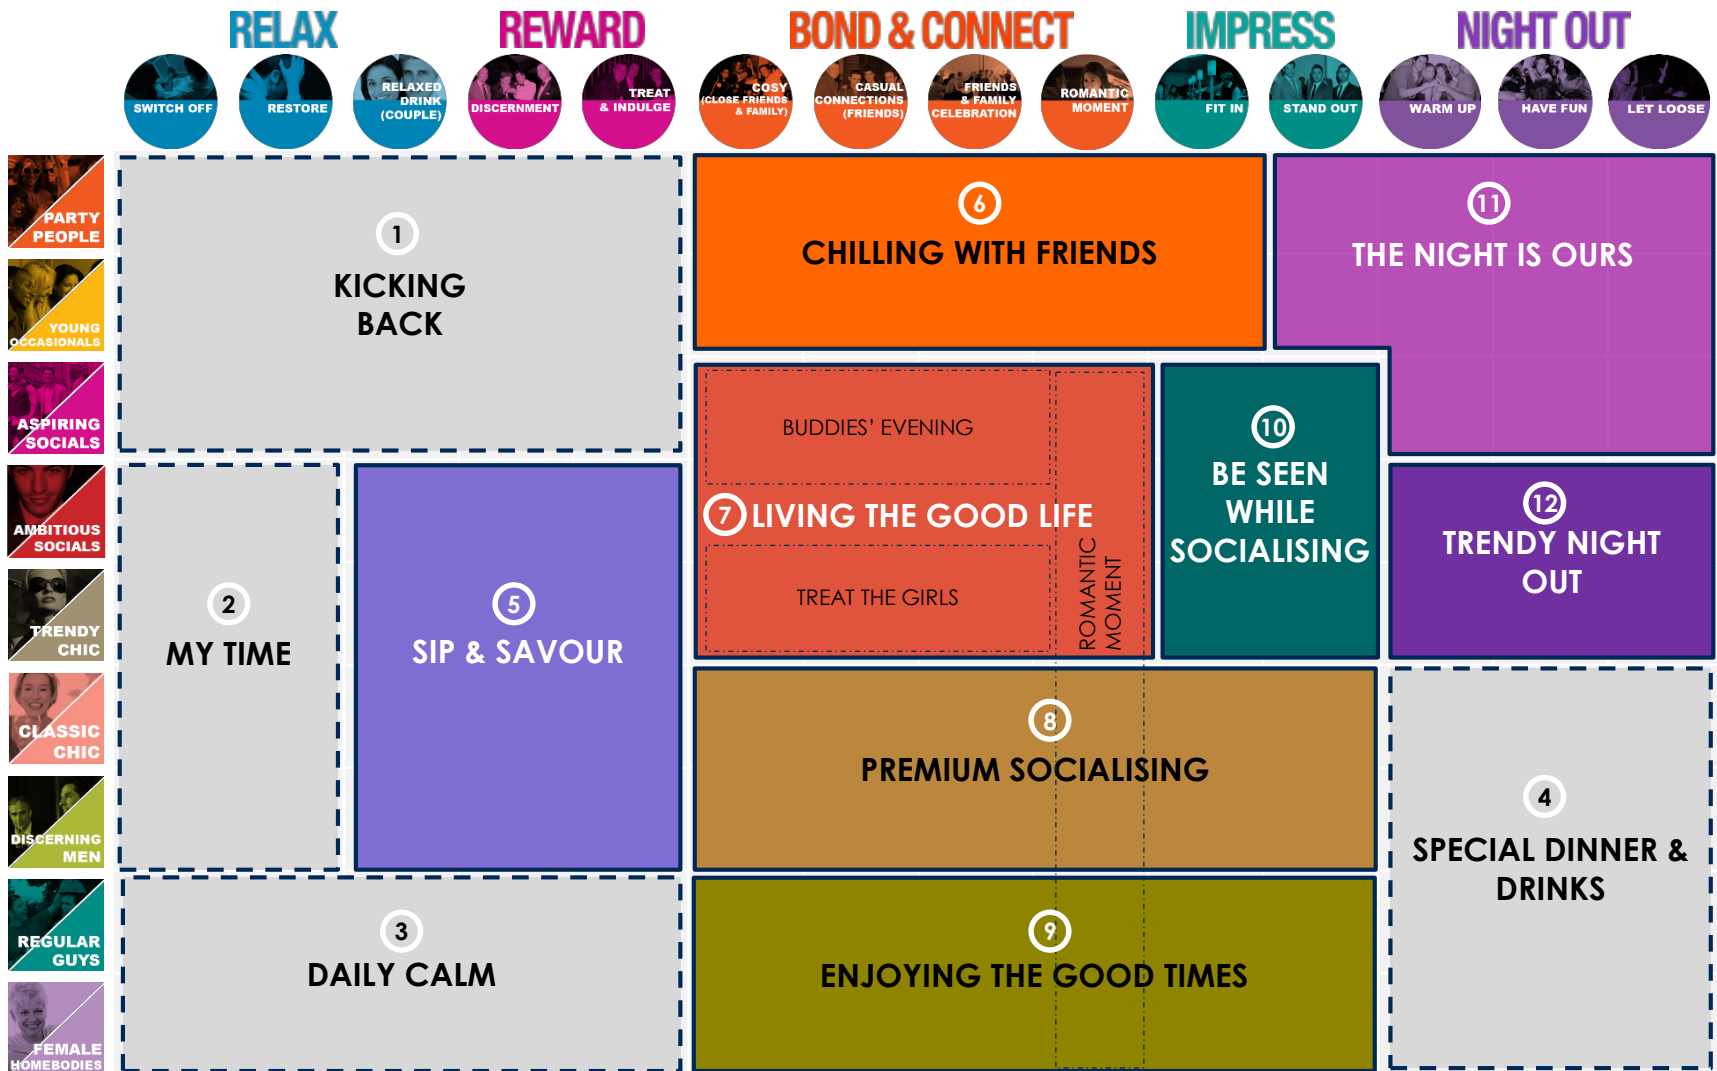 RELAX
REWARD
BOND & CONNECT
IMPRESS
NIGHT OUT
SWITCH OFF
RESTORE
RELAXED
DRINK
(COUPLE)
DISCERNMENT
TREAT
& INDULGE
COSY
(CLOSE FRIENDS
& FAMILY)
CASUAL
CONNECTIONS
(FRIENDS)
FRIENDS
& FAMILY
CELEBRATION
ROMANTIC
MOMENT
FIT IN
STAND OUT
WARM UP
HAVE FUN
LET LOOSE
PARTY
PEOPLE
YOUNG
OCCASIONALS
ASPIRING
SOCIALS
AMBITIOUS
SOCIALS
TRENDY
CHIC
CLASSIC
CHIC
DISCERNING
MEN
REGULAR
GUYS
FEMALE
HOMEBODIES
1
KICKING
BACK
6
CHILLING WITH FRIENDS
11
THE NIGHT IS OURS
BUDDIES’ EVENING
7 LIVING THE GOOD LIFE
TREAT THE GIRLS
ROMANTIC
MOMENT
10
BE SEEN
WHILE
SOCIALISING
12
TRENDY NIGHT
OUT
2
MY TIME
5
SIP & SAVOUR
8
PREMIUM SOCIALISING
4
SPECIAL DINNER &
DRINKS
3
DAILY CALM
9
ENJOYING THE GOOD TIMES